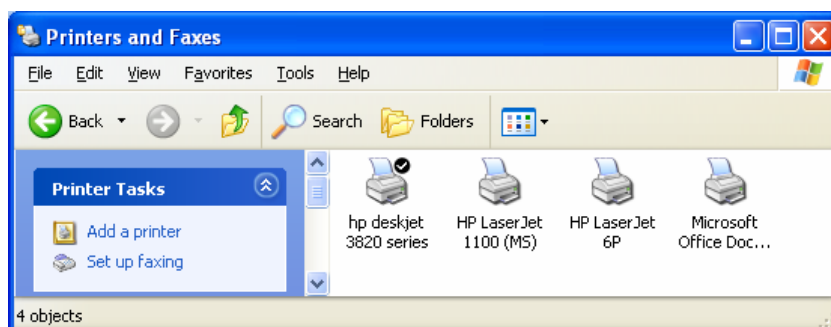 Printers and Faxes
File Edit View Favorites Tools Help
Back Search Folders
Printer Tasks
Add a printer
Set up faxing
hp deskjet
3820 series
HP LaserJet
1100 (MS)
HP LaserJet
6P
Microsoft
Office Doc...
4 objects